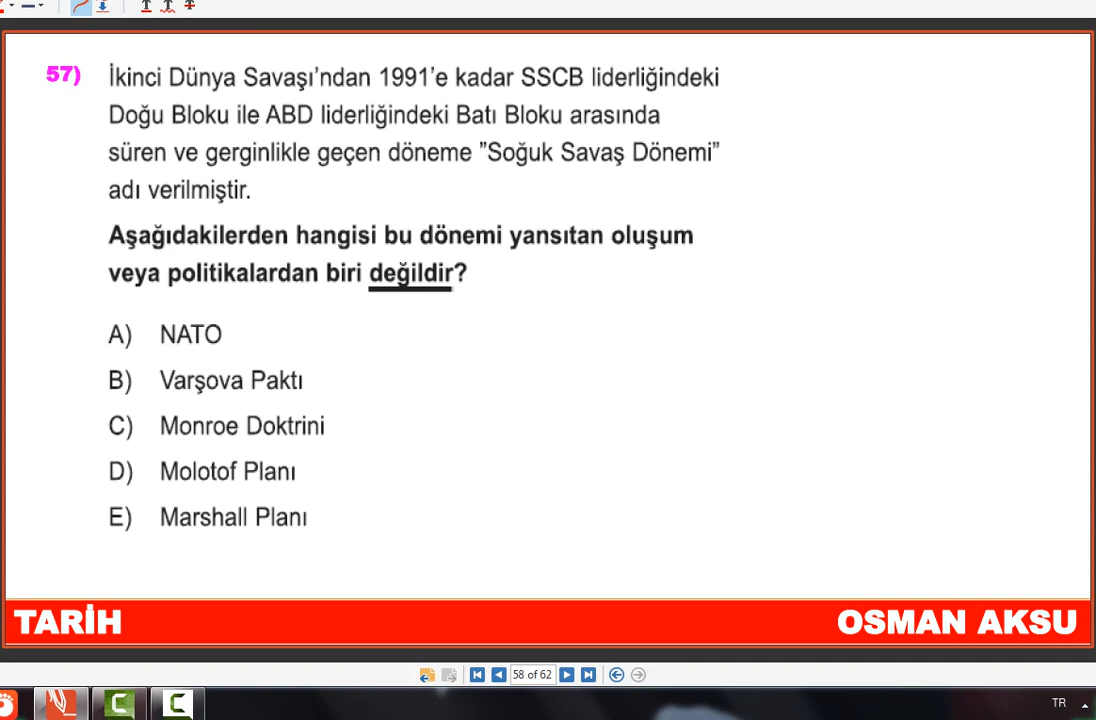 57) İkinci Dünya Savaşı’ndan 1991’e kadar SSCB liderliğindeki
Doğu Bloku ile ABD liderliğindeki Batı Bloku arasında
süren ve gerginlikle geçen döneme ”Soğuk Savaş Dönemi”
adı verilmiştir.
Aşağıdakilerden hangisi bu dönemi yansıtan oluşum
veya politikalardan biri değildir?
A) NATO
B) Varşova Paktı
C) Monroe Doktrini
D) Molotof Planı
E) Marshall Planı
TARİH OSMAN AKSU
58 of 62
TR